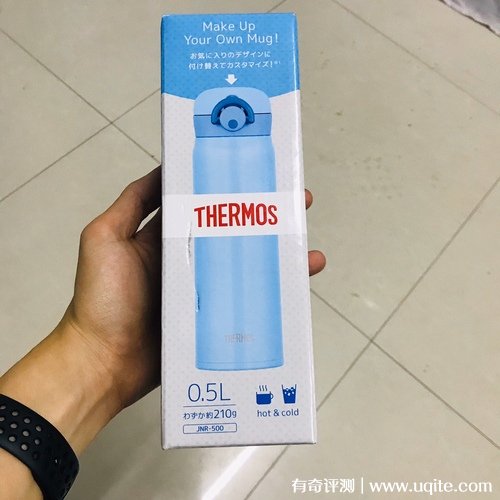 Make Up
Your Own Mug!
お気に入りのデザインに
付け替えてカスタマイズ!※1
THERMOS
THERMOS
0.5L
わずか約210g
JNR-500
hot & cold
有奇评测 | www.uqite.com